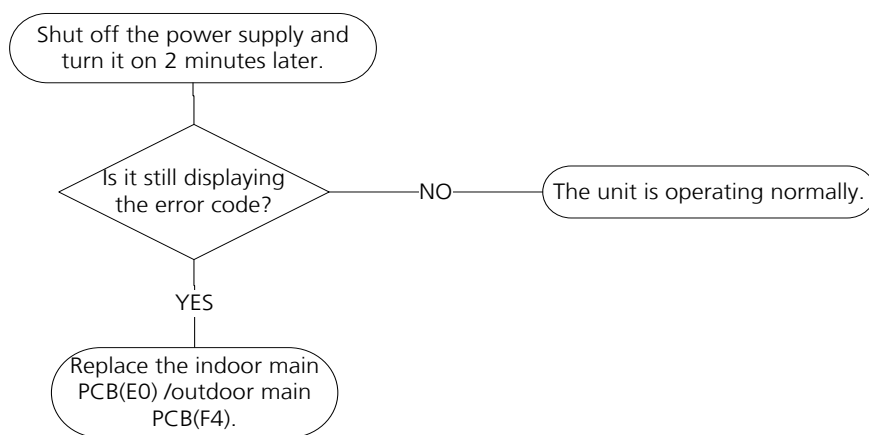 Shut off the power supply and
turn it on 2 minutes later.
Is it still displaying
the error code?
NO
The unit is operating normally.
YES
Replace the indoor main
PCB(E0) /outdoor main
PCB(F4).